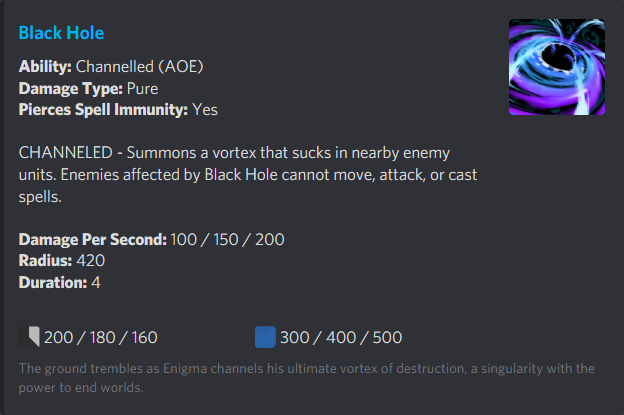 Black Hole
Ability: Channelled (AOE)
Damage Type: Pure
Pierces Spell Immunity: Yes
CHANNELED - Summons a vortex that sucks in nearby enemy
units. Enemies affected by Black Hole cannot move, attack, or cast
spells.
Damage Per Second: 100 / 150 / 200
Radius: 420
Duration: 4
200 / 180 / 160
300 / 400 / 500
The ground trembles as Enigma channels his ultimate vortex of destruction, a singularity with the
power to end worlds.